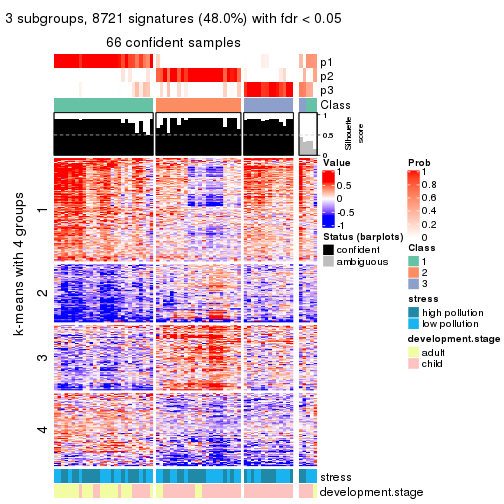 3 subgroups, 8721 signatures (48.0%) with fdr < 0.05
66 confident samples
p1
p2
p3
Class
1
0.5
0
Silhouette
score
k-means with 4 groups
1
2
3
4
stress
development.stage
Value
1
0.5
0
-0.5
-1
Status (barplots)
confident
ambiguous
Prob
1
0.8
0.6
0.4
0.2
0
Class
1
2
3
stress
high pollution
low pollution
development.stage
adult
child